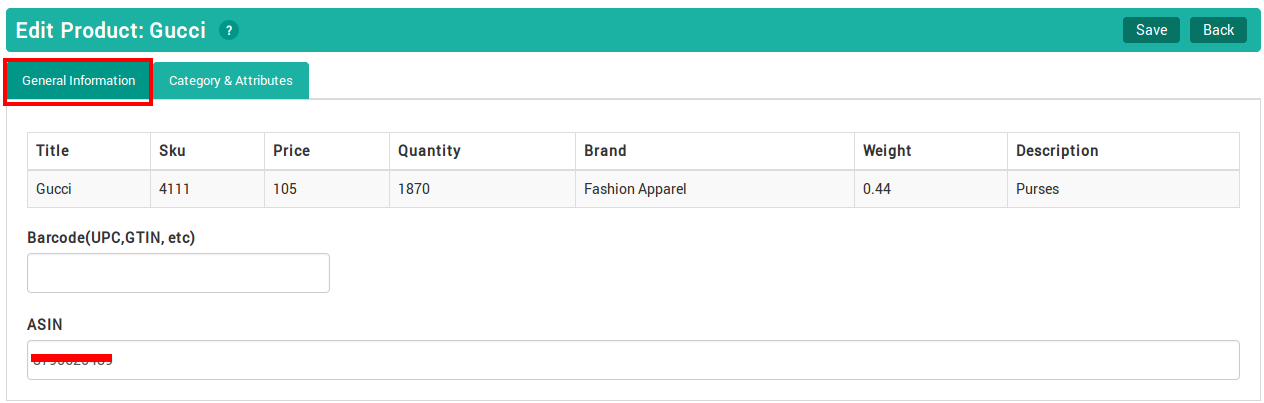 Edit Product: Gucci ?
Save Back
General Information Category & Attributes
Title Sku Price Quantity Brand Weight Description
Gucci 4111 105 1870 Fashion Apparel 0.44 Purses
Barcode(UPC,GTIN, etc)
ASIN